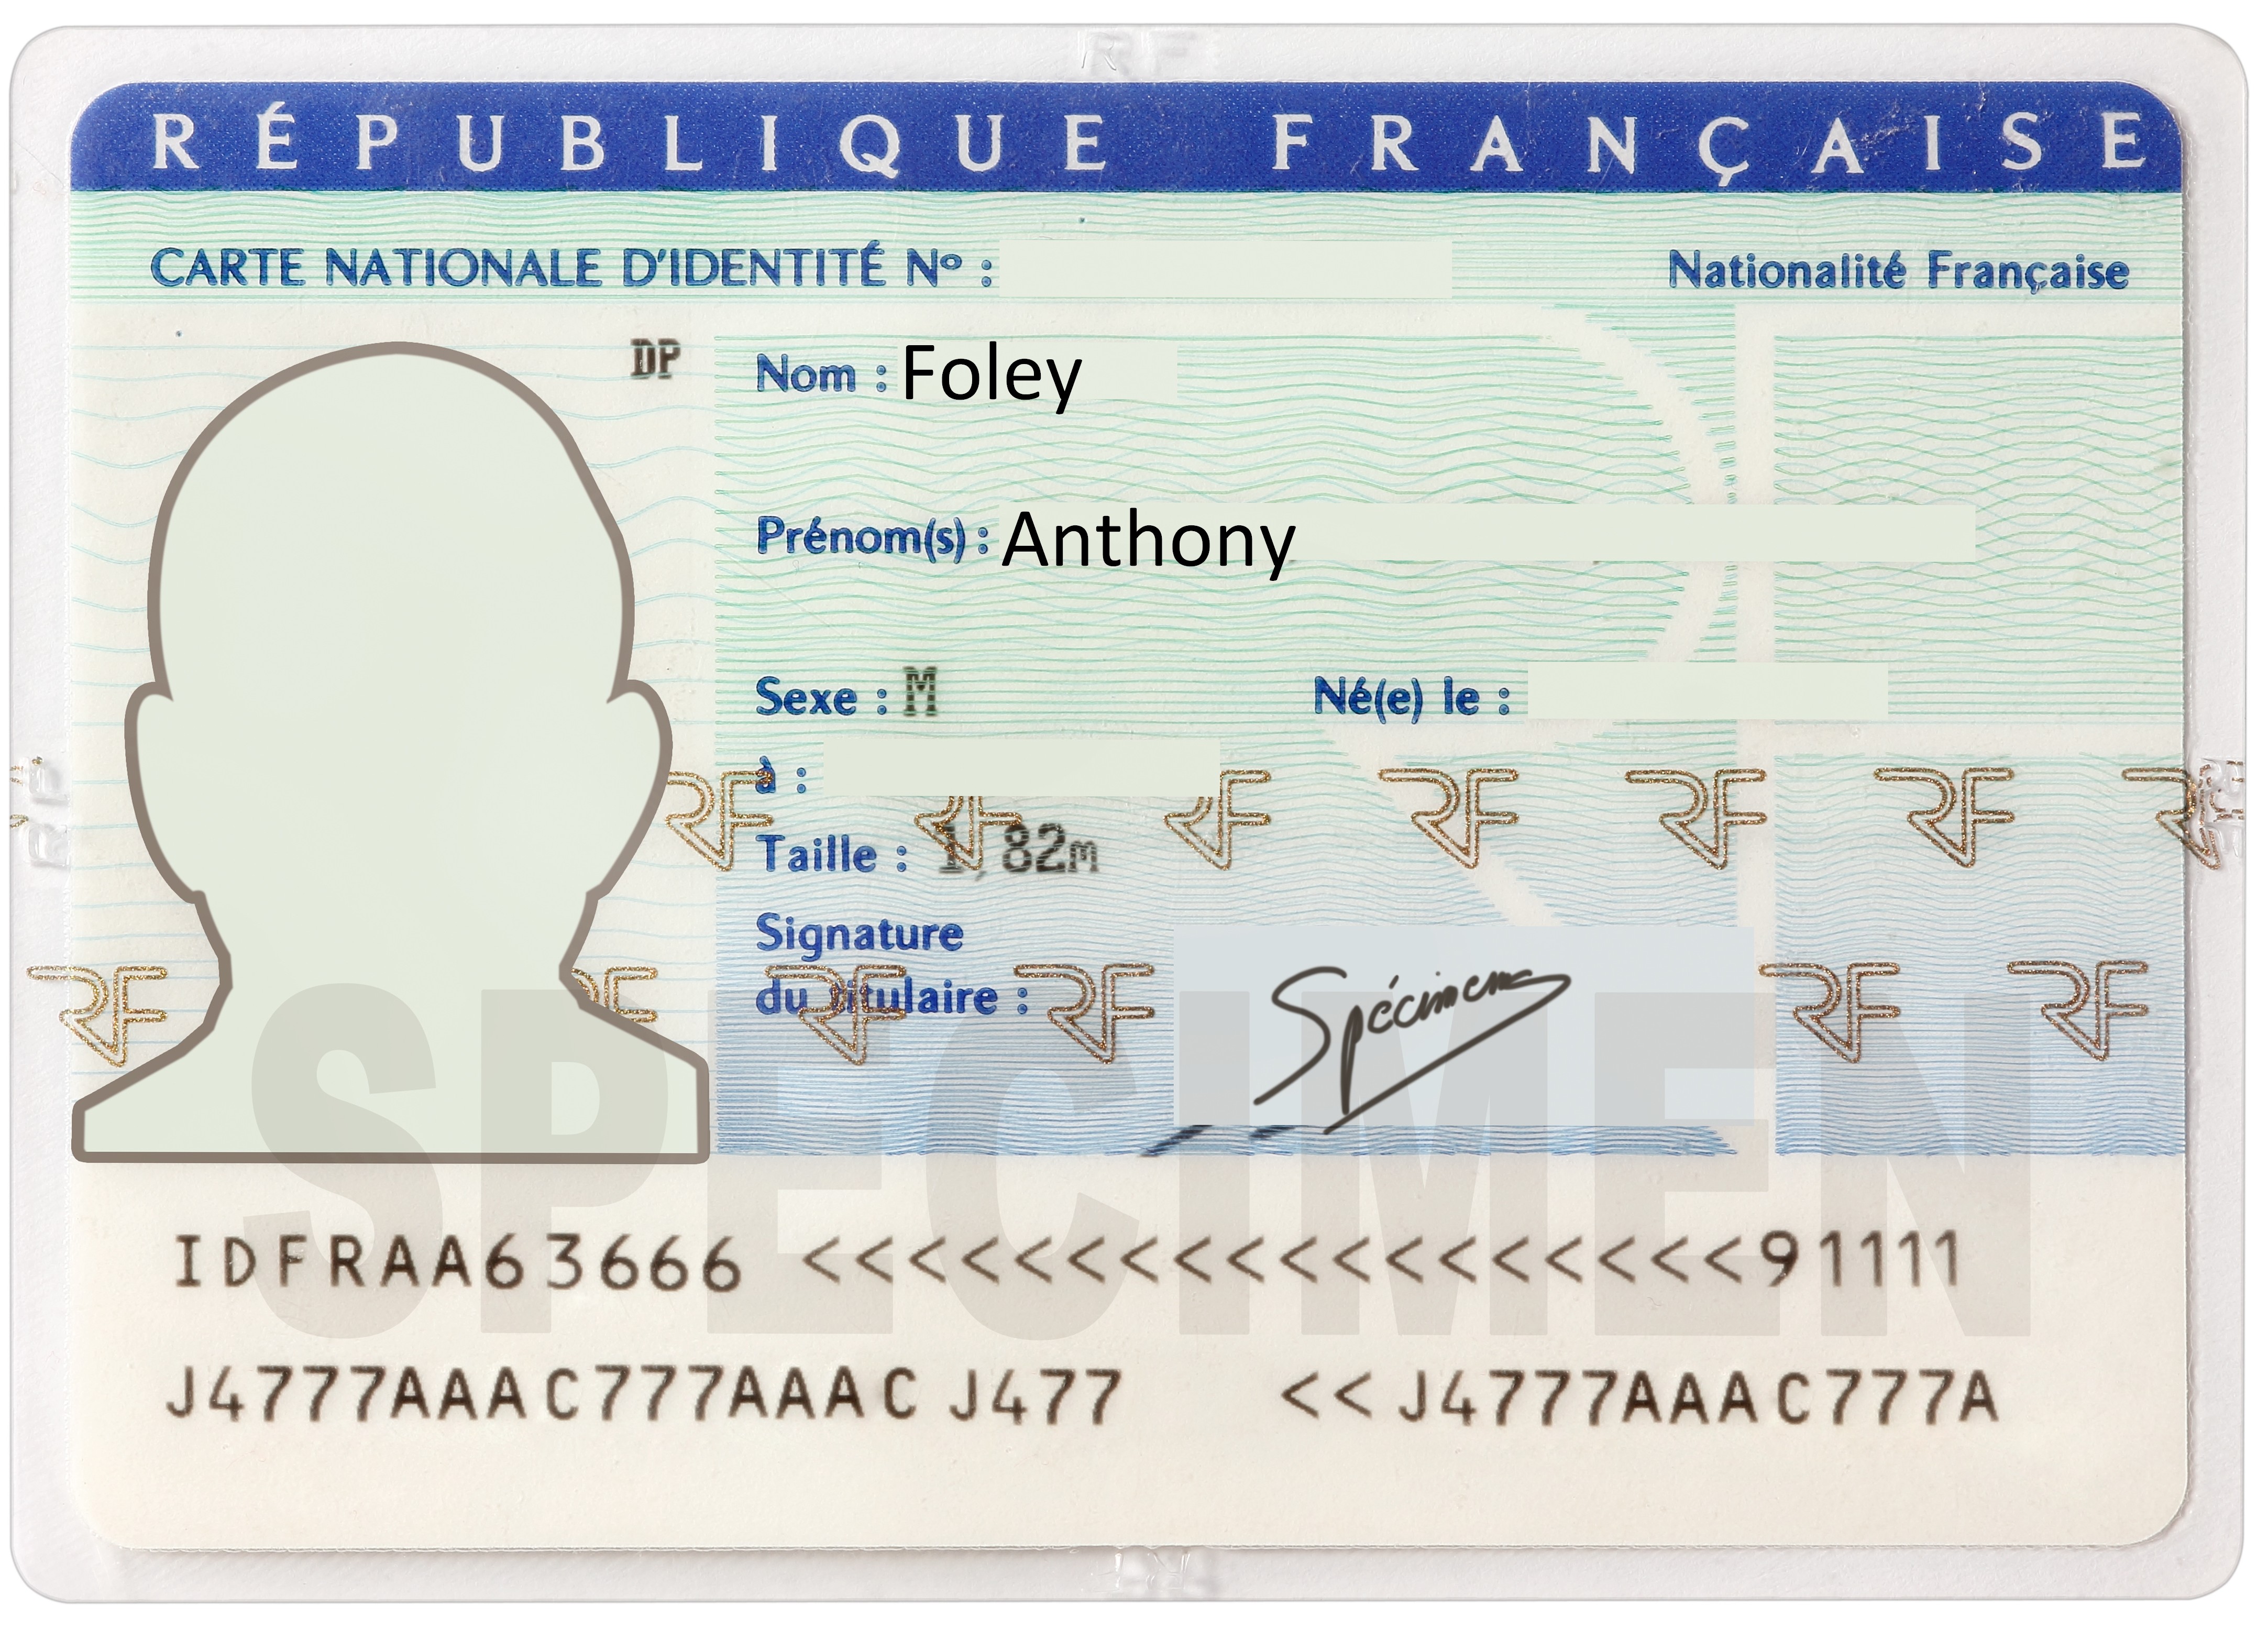 RÉPUBLIQUE FRANÇAISE
CARTE NATIONALE D'IDENTITÉ Nº : Nationalité Française
DP
Nom : Foley
Prénom(s) : Anthony
Sexe : M Né(e) le :
à :
Taille : 1,82m
Signature
du titulaire :
Spécimen
SPECIMEN
IDFRAA63666 <<<<<<<<<<<<<<<<<<91111
J4777AAAC777AAAC J477 <<J4777AAAC777A
RF RF RF RF RF RF RF
RF RF RF RF RF RF